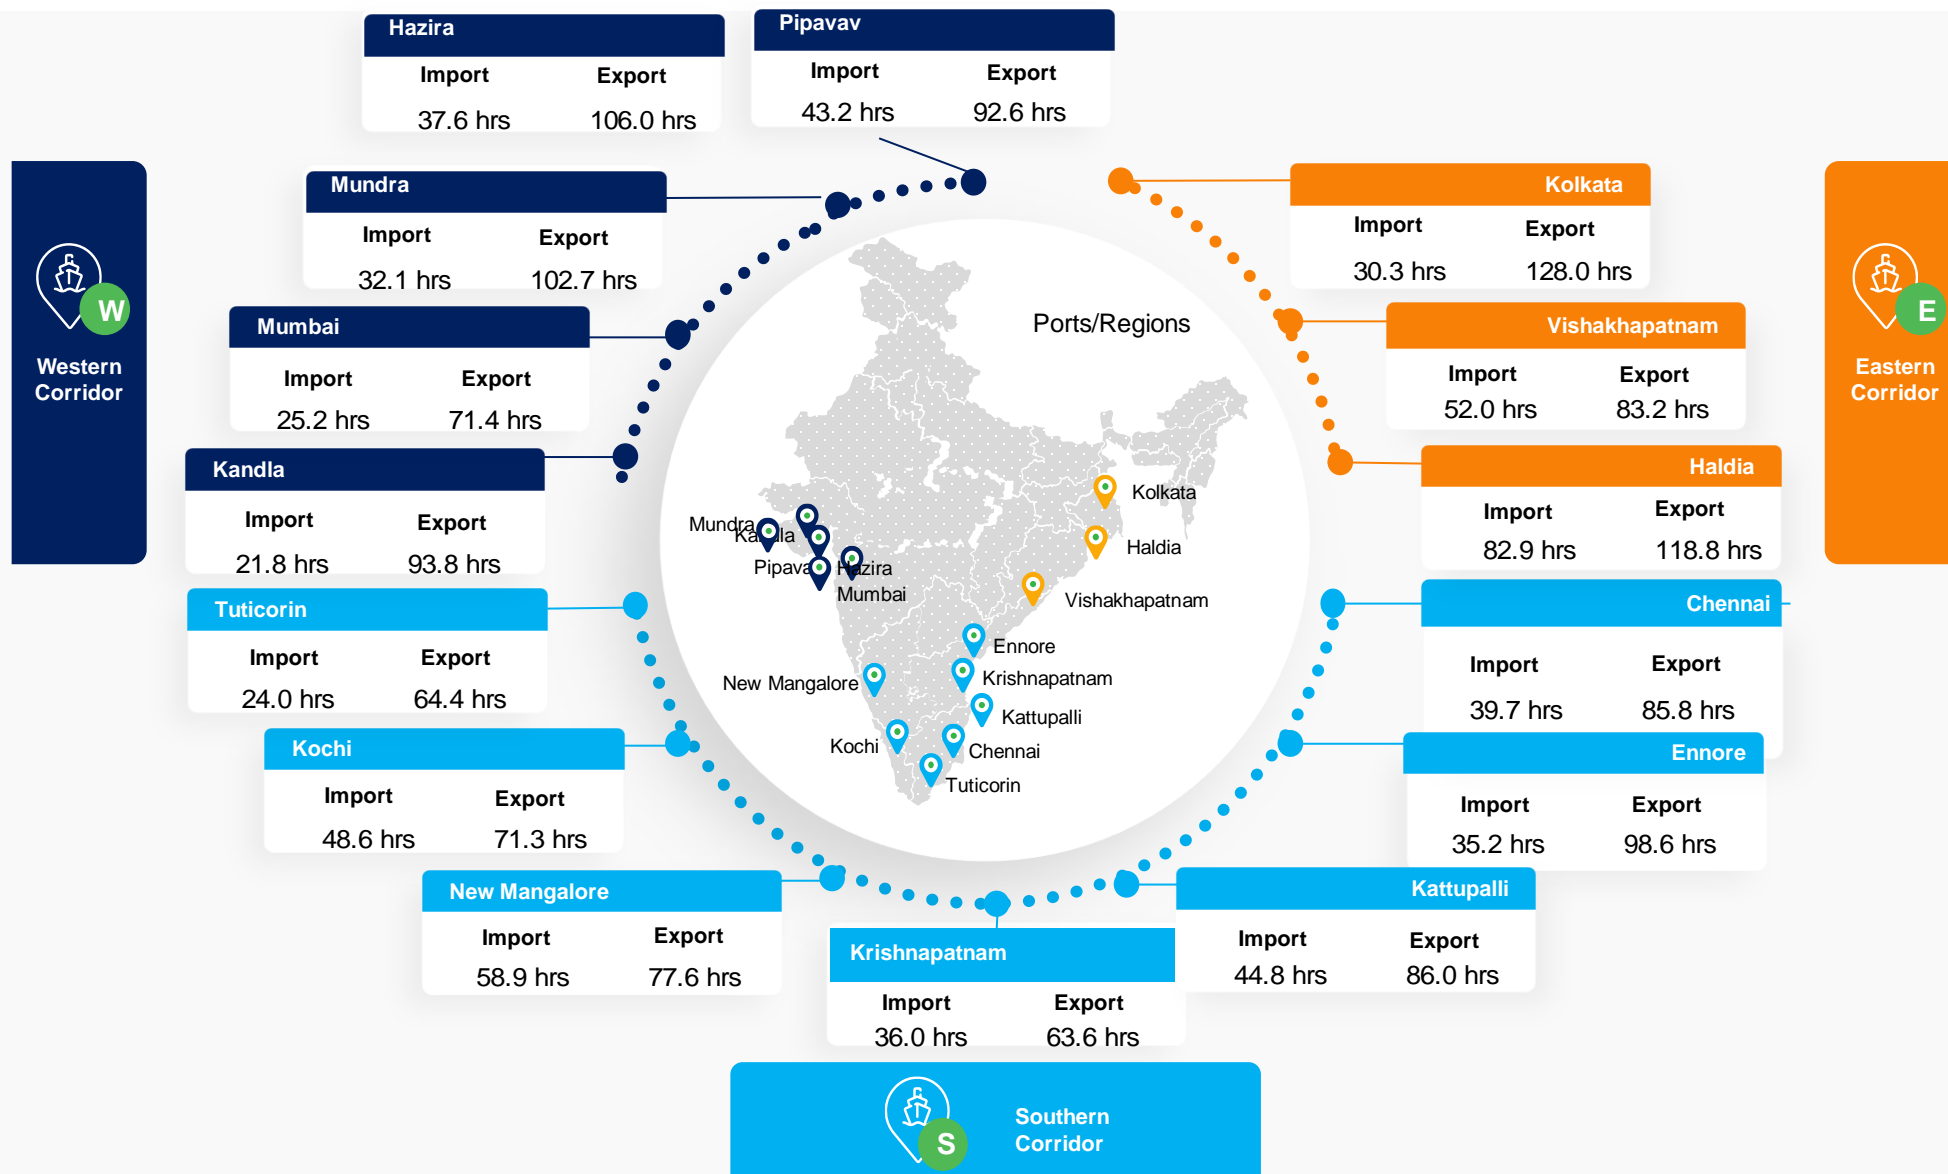 Hazira
Import Export
37.6 hrs 106.0 hrs
Pipavav
Import Export
43.2 hrs 92.6 hrs
Mundra
Import Export
32.1 hrs 102.7 hrs
Mumbai
Import Export
25.2 hrs 71.4 hrs
Kandla
Import Export
21.8 hrs 93.8 hrs
W
Western
Corridor
Kolkata
Import Export
30.3 hrs 128.0 hrs
Vishakhapatnam
Import Export
52.0 hrs 83.2 hrs
Haldia
Import Export
82.9 hrs 118.8 hrs
E
Eastern
Corridor
Ports/Regions
Kolkata
Mundra
Kandla
Haldia
Pipava Hazira
Mumbai
Vishakhapatnam
Ennore
New Mangalore
Krishnapatnam
Kattupalli
Kochi
Chennai
Tuticorin
Tuticorin
Import Export
24.0 hrs 64.4 hrs
Kochi
Import Export
48.6 hrs 71.3 hrs
New Mangalore
Import Export
58.9 hrs 77.6 hrs
Krishnapatnam
Import Export
36.0 hrs 63.6 hrs
Kattupalli
Import Export
44.8 hrs 86.0 hrs
Ennore
Import Export
35.2 hrs 98.6 hrs
Chennai
Import Export
39.7 hrs 85.8 hrs
S
Southern
Corridor